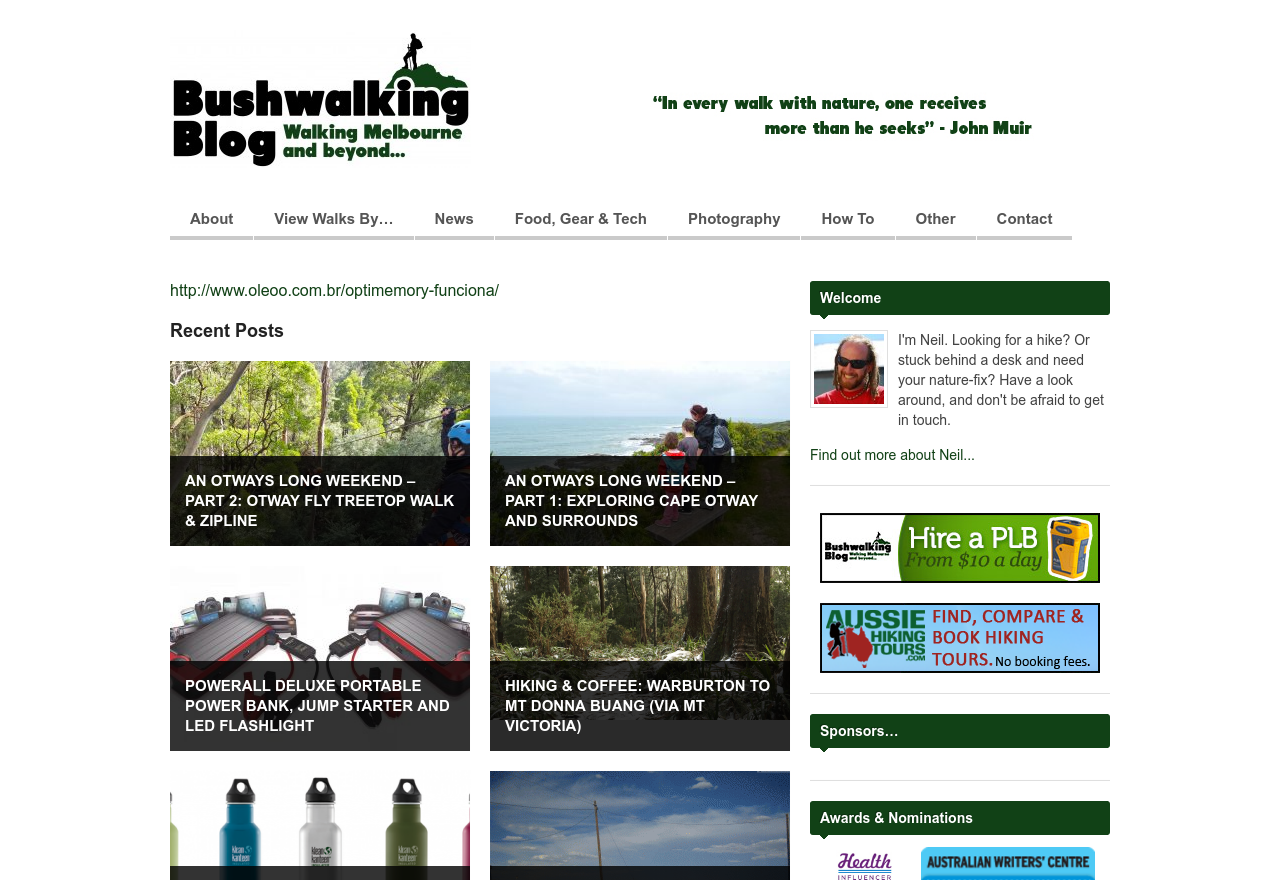 Bushwalking
Blog Walking Melbourne
and beyond...
“In every walk with nature, one receives
more than he seeks” - John Muir
About
View Walks By…
News
Food, Gear & Tech
Photography
How To
Other
Contact
http://www.oleoo.com.br/optimemory-funciona/
Recent Posts
AN OTWAYS LONG WEEKEND –
PART 2: OTWAY FLY TREETOP WALK
& ZIPLINE
AN OTWAYS LONG WEEKEND –
PART 1: EXPLORING CAPE OTWAY
AND SURROUNDS
POWERALL DELUXE PORTABLE
POWER BANK, JUMP STARTER AND
LED FLASHLIGHT
HIKING & COFFEE: WARBURTON TO
MT DONNA BUANG (VIA MT
VICTORIA)
klean kanteen
klean kanteen
klean kanteen
Welcome
I'm Neil. Looking for a hike? Or
stuck behind a desk and need
your nature-fix? Have a look
around, and don't be afraid to get
in touch.
Find out more about Neil...
Bushwalking
Blog Walking Melbourne
and beyond...
Hire a PLB
From $10 a day
AUSSIE
HIKING
TOURS.COM
FIND, COMPARE &
BOOK HIKING
TOURS. No booking fees.
Sponsors…
Awards & Nominations
Health
INFLUENCER
AUSTRALIAN WRITERS' CENTRE